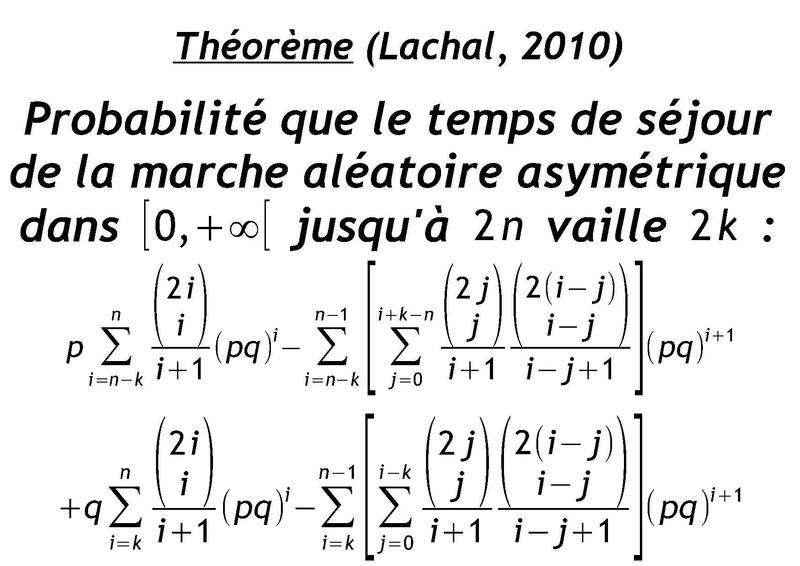 Théorème (Lachal, 2010)
Probabilité que le temps de séjour
de la marche aléatoire asymétrique
dans [0,+∞[ jusqu'à 2n vaille 2k :
p \sum_{i=n-k}^{n} \frac{\binom{2i}{i}}{i+1} (pq)^{i} - \sum_{i=n-k}^{n-1} \left[ \sum_{j=0}^{i+k-n} \frac{\binom{2j}{j}}{i+1} \frac{\binom{2(i-j)}{i-j}}{i-j+1} \right] (pq)^{i+1}
+q \sum_{i=k}^{n} \frac{\binom{2i}{i}}{i+1} (pq)^{i} - \sum_{i=k}^{n-1} \left[ \sum_{j=0}^{i-k} \frac{\binom{2j}{j}}{i+1} \frac{\binom{2(i-j)}{i-j}}{i-j+1} \right] (pq)^{i+1}